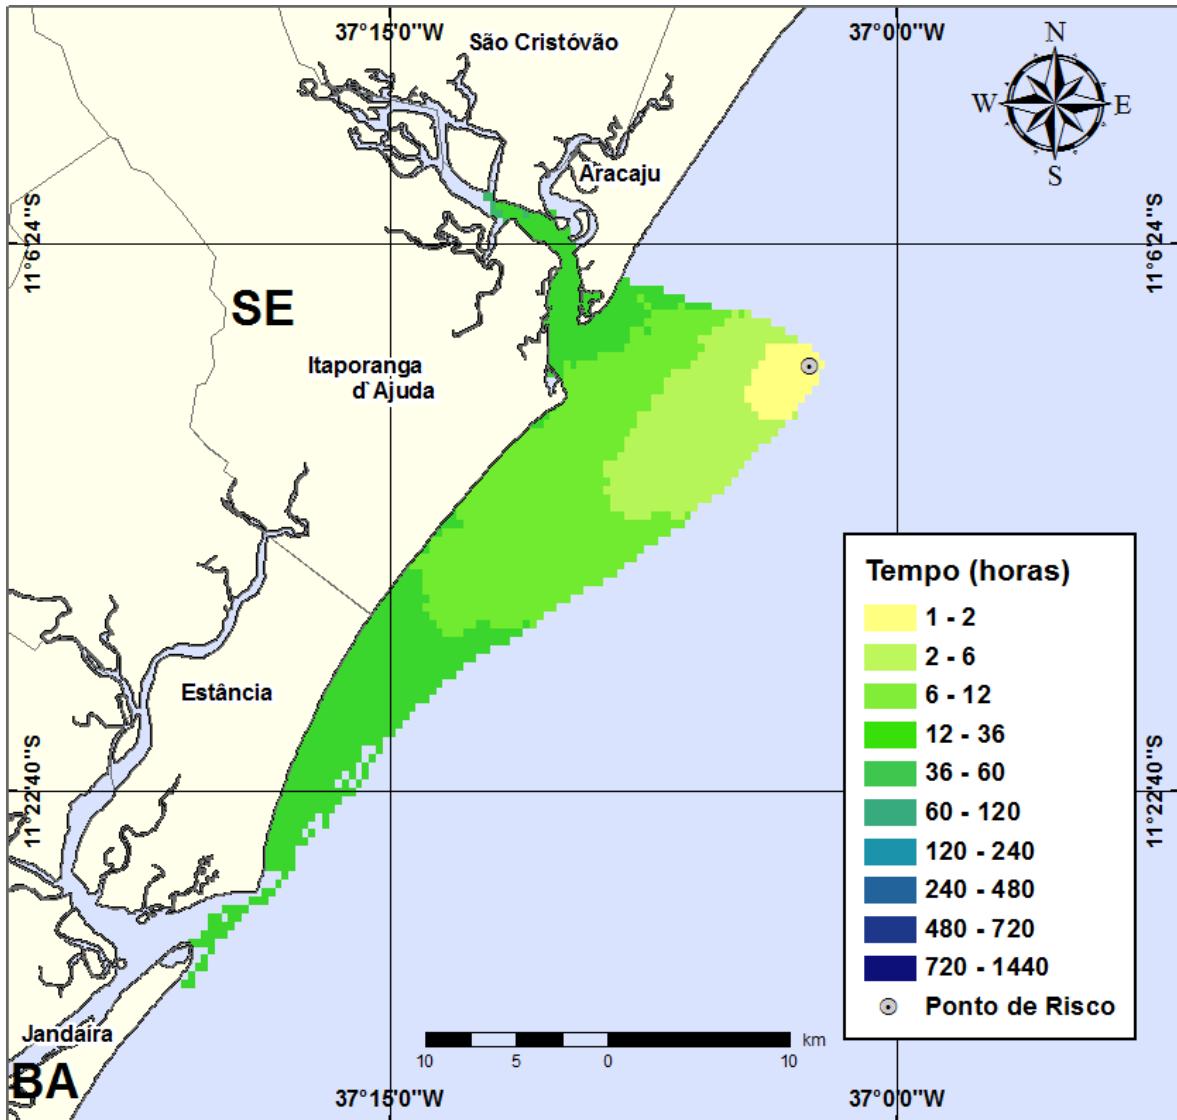 37°15'0"W
37°0'0"W
São Cristóvão
N
W
E
S
Aracaju
11°6'24"S
11°6'24"S
SE
Itaporanga
d`Ajuda
Tempo (horas)
1 - 2
2 - 6
6 - 12
12 - 36
36 - 60
60 - 120
120 - 240
240 - 480
480 - 720
720 - 1440
Ponto de Risco
Estância
11°22'40"S
11°22'40"S
Jandaíra
BA
km
10
5
0
10
37°15'0"W
37°0'0"W